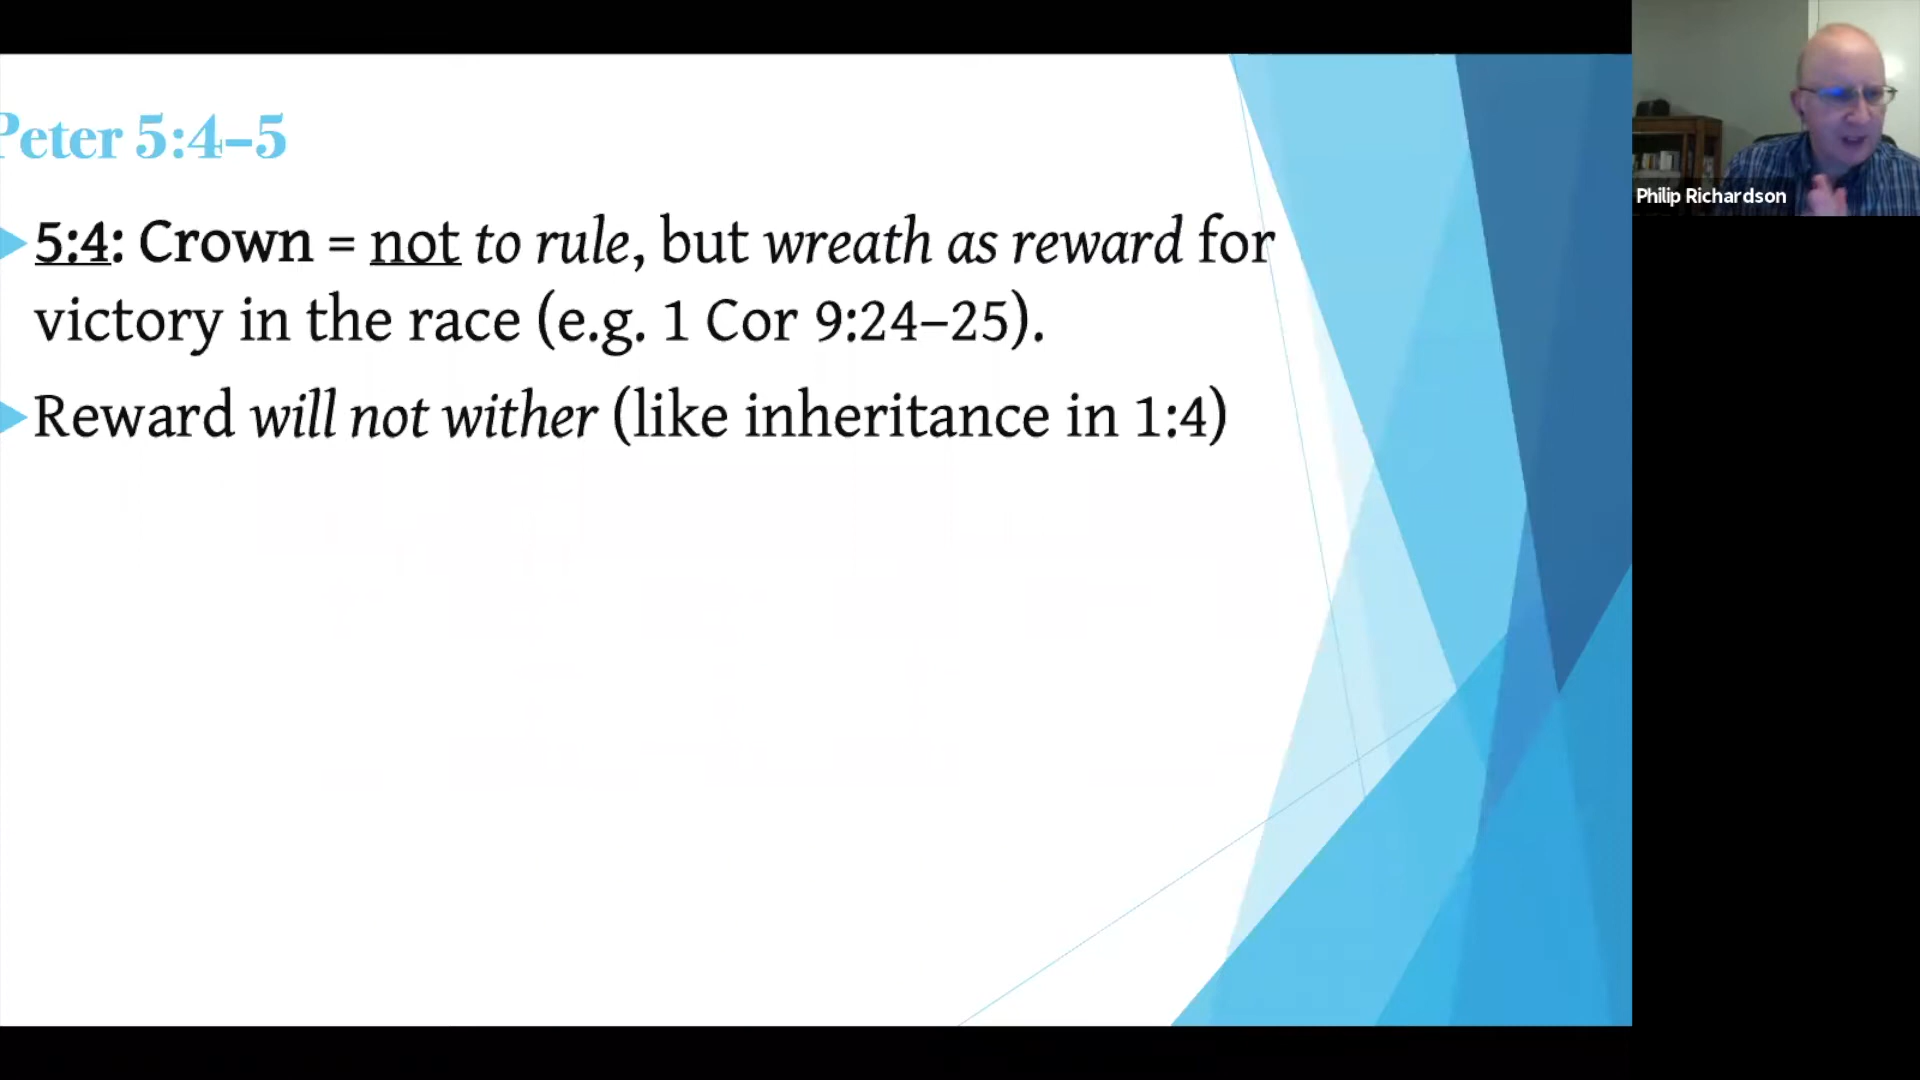 Peter 5:4–5
5:4: Crown = not to rule, but wreath as reward for
victory in the race (e.g. 1 Cor 9:24–25).
Reward will not wither (like inheritance in 1:4)
Philip Richardson